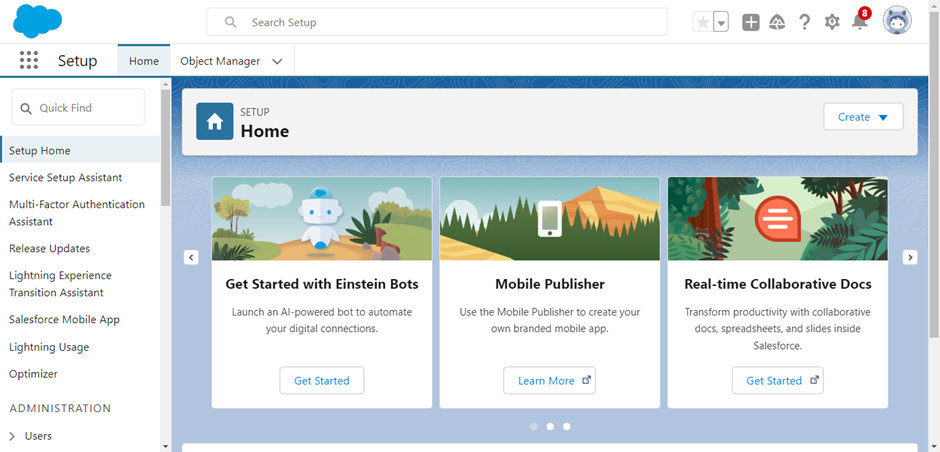 Search Setup
8
Setup
Home
Object Manager
Quick Find
Setup Home
Service Setup Assistant
Multi-Factor Authentication
Assistant
Release Updates
Lightning Experience
Transition Assistant
Salesforce Mobile App
Lightning Usage
Optimizer
ADMINISTRATION
Users
SETUP
Home
Create
Get Started with Einstein Bots
Launch an AI-powered bot to automate
your digital connections.
Get Started
Mobile Publisher
Use the Mobile Publisher to create your
own branded mobile app.
Learn More
Real-time Collaborative Docs
Transform productivity with collaborative
docs, spreadsheets, and slides inside
Salesforce.
Get Started